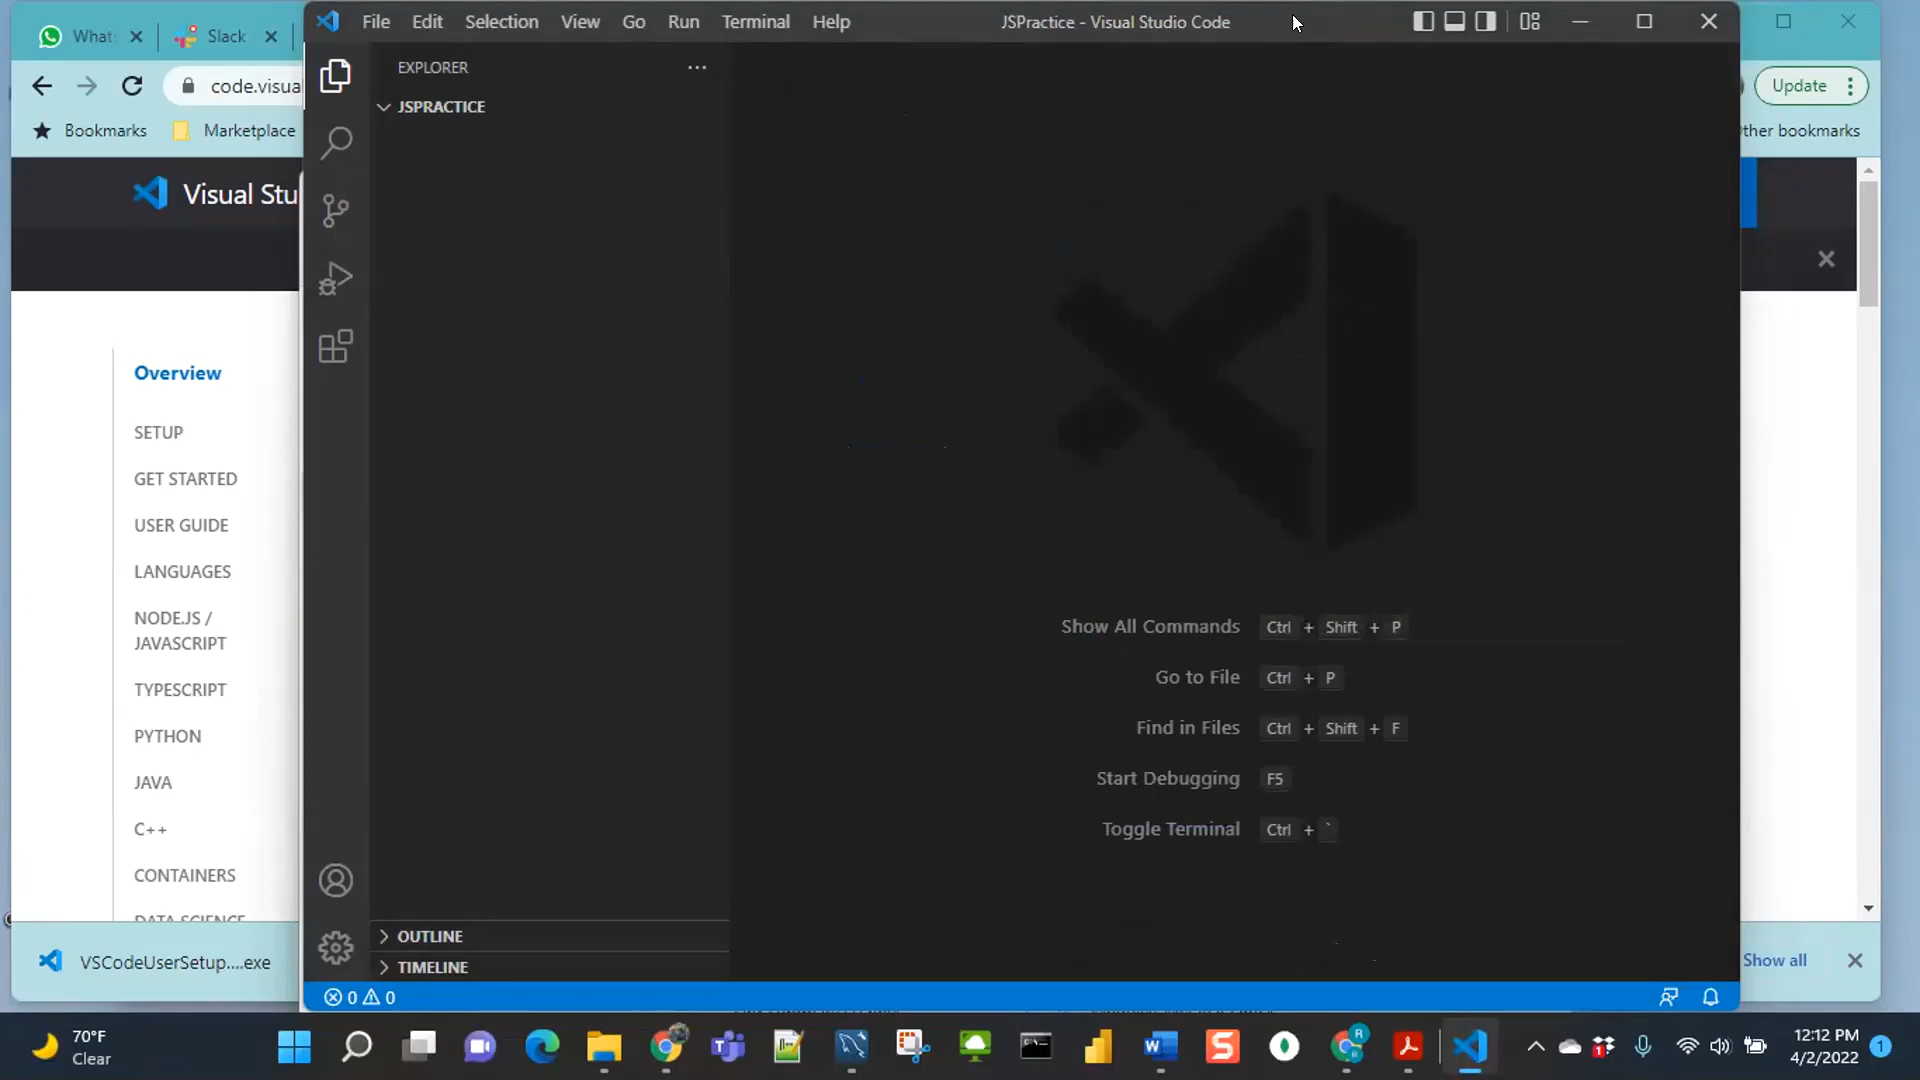 What
Slack
File Edit Selection View Go Run Terminal Help
JSPractice - Visual Studio Code
code.visua
Update
Bookmarks
Marketplace
ther bookmarks
EXPLORER
JSPRACTICE
Visual Stu
Overview
SETUP
GET STARTED
USER GUIDE
LANGUAGES
NODE.JS /
JAVASCRIPT
TYPESCRIPT
PYTHON
JAVA
C++
CONTAINERS
DATA SCIENCE
Show All Commands Ctrl + Shift + P
Go to File Ctrl + P
Find in Files Ctrl + Shift + F
Start Debugging F5
Toggle Terminal Ctrl + `
OUTLINE
TIMELINE
VSCodeUserSetup....exe
Show all
0 0
70°F
Clear
12:12 PM
4/2/2022
1